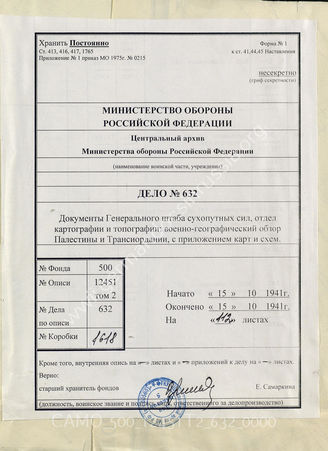 Хранить Постоянно
Форма № 1
Ст. 413, 416, 417, 1765
к ст. 41,44,45 Наставления
Приложение № 1 приказ МО 1975г. № 0215
несекретно
(гриф секретности)
МИНИСТЕРСТВО ОБОРОНЫ
РОССИЙСКОЙ ФЕДЕРАЦИИ
Центральный архив
Министерства обороны Российской Федерации
(наименование воинской части, учреждения)
ДЕЛО № 632
Документы Генерального штаба сухопутных сил, отдел
картографии и топографии: военно-географический обзор
Палестины и Трансиордании, с приложением карт и схем.
№ Фонда 500
№ Описи 12451
том 2
№ Дела 632
по описи
№ Коробки 1618
Начато « 15 » 10 1941г.
Окончено « 15 » 10 1941г.
На «112» листах
Кроме того, внутренняя опись на «—» листах и «—» приложений к делу на «—» листах.
Верно:
старший хранитель фондов
Е. Самаркина
(должность, воинское звание и подпись лица, ответственного за делопроизводство)